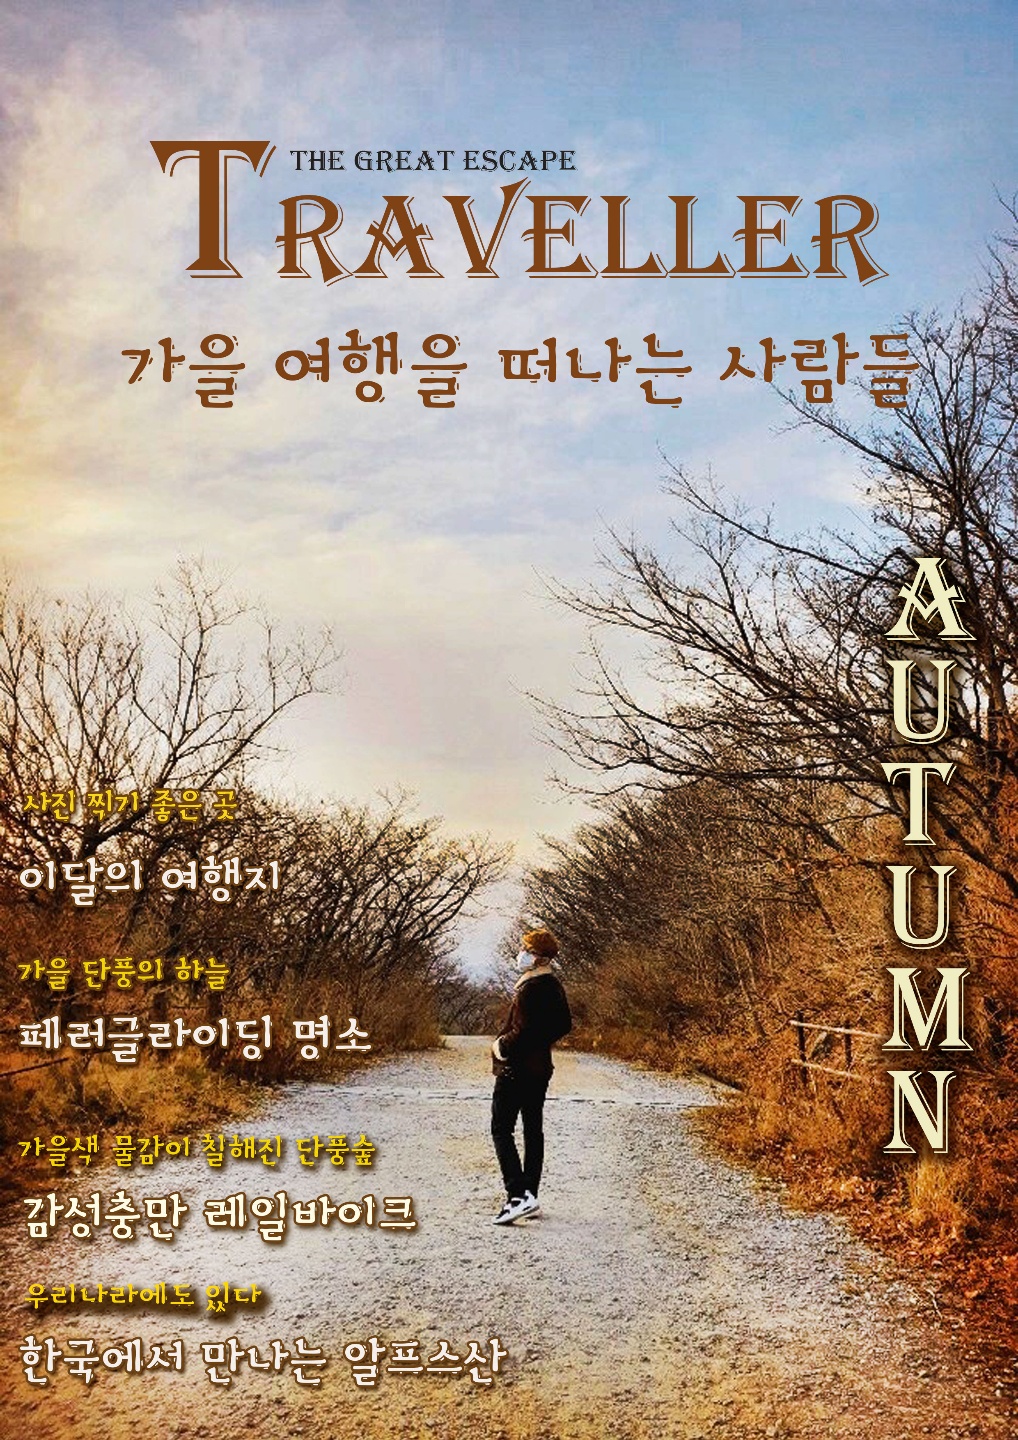 THE GREAT ESCAPE
TRAVELLER
가을 여행을 떠나는 사람들
AUTUMN
사진 찍기 좋은 곳
이달의 여행지
가을 단풍의 하늘
페러글라이딩 명소
가을색 물감이 칠해진 단풍숲
감성충만 레일바이크
우리나라에도 있다
한국에서 만나는 알프스산